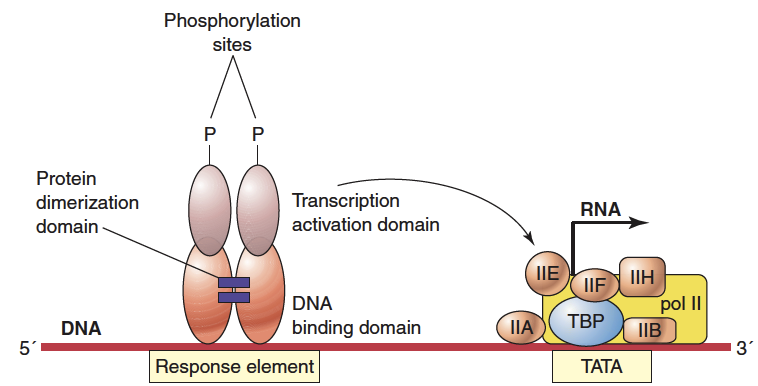 Phosphorylation
sites
P P
Protein
dimerization
domain
Transcription
activation domain
RNA
IIE
IIF
IIH
pol II
DNA
binding domain
IIA
TBP
IIB
DNA
5´
3´
Response element
TATA